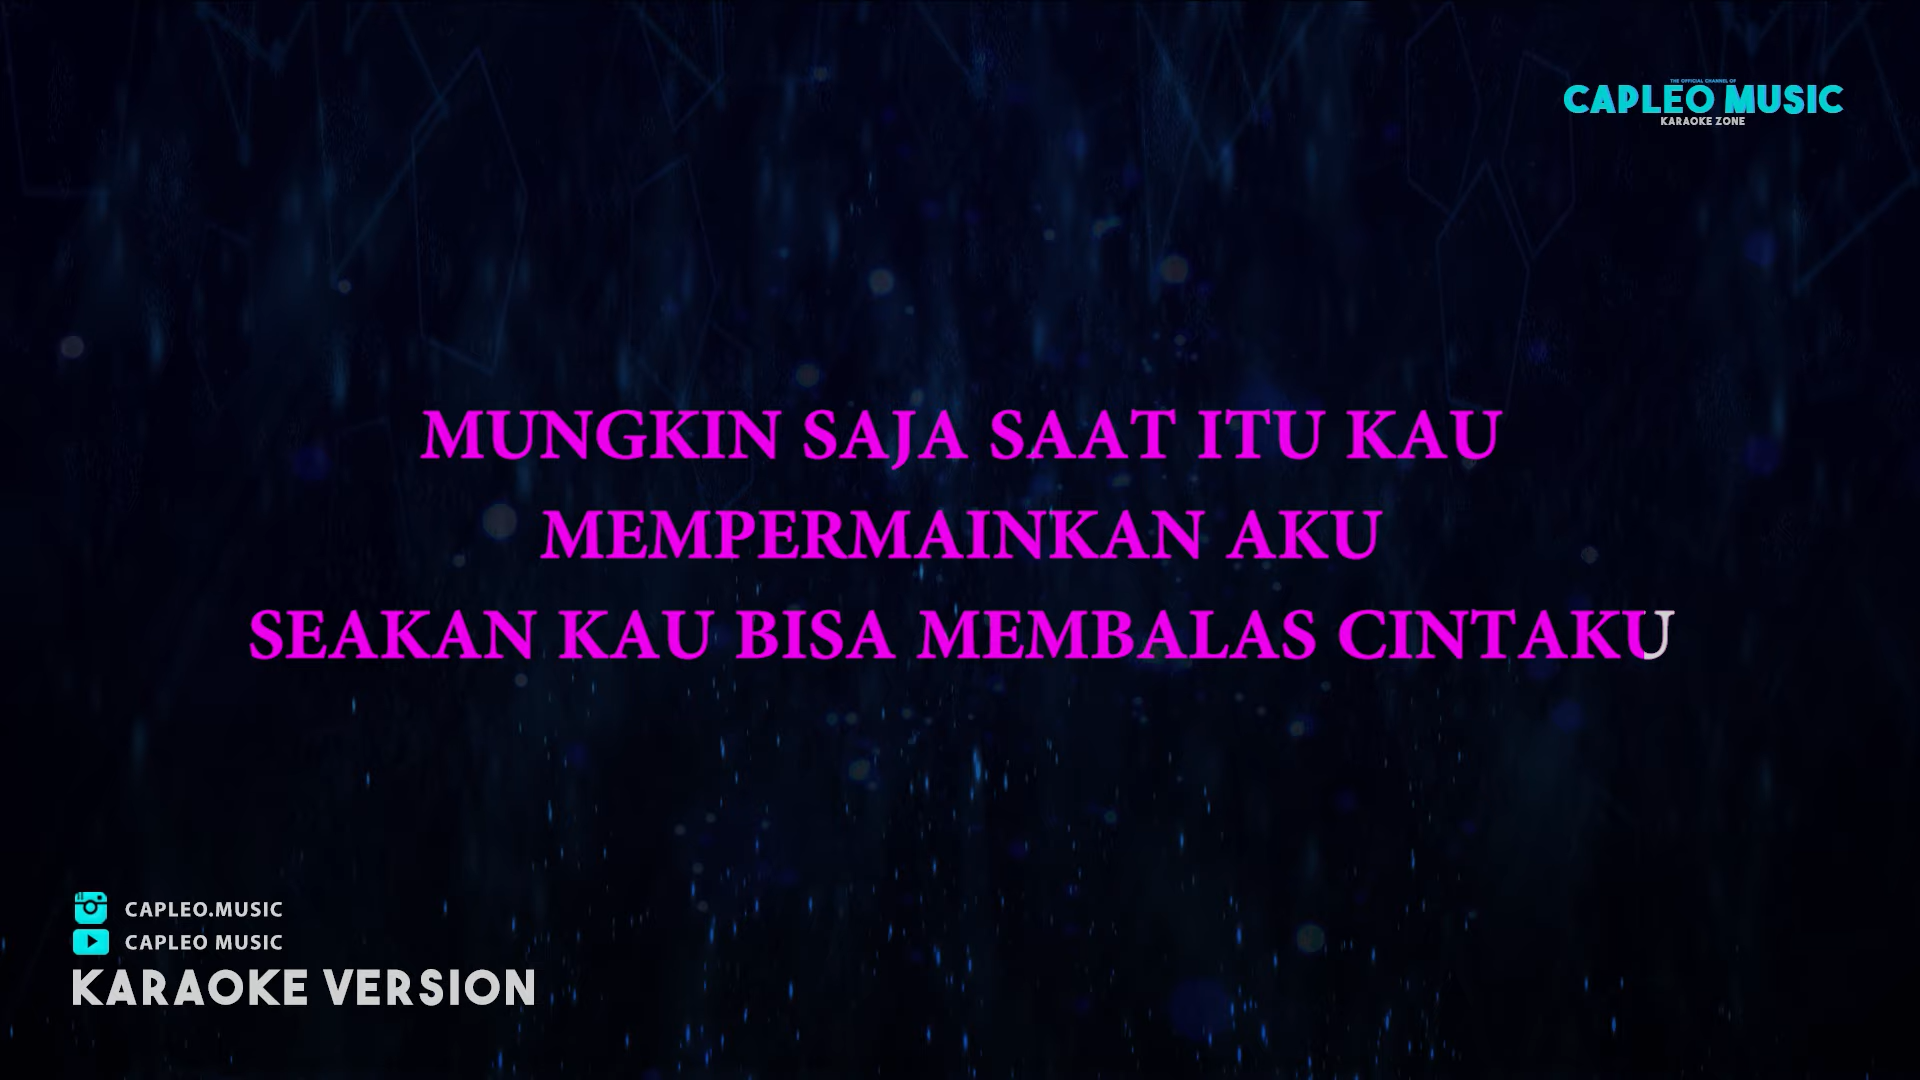 THE OFFICIAL CHANNEL OF
CAPLEO MUSIC
KARAOKE ZONE
MUNGKIN SAJA SAAT ITU KAU
MEMPERMAINKAN AKU
SEAKAN KAU BISA MEMBALAS CINTAKU
CAPLEO.MUSIC
CAPLEO MUSIC
KARAOKE VERSION